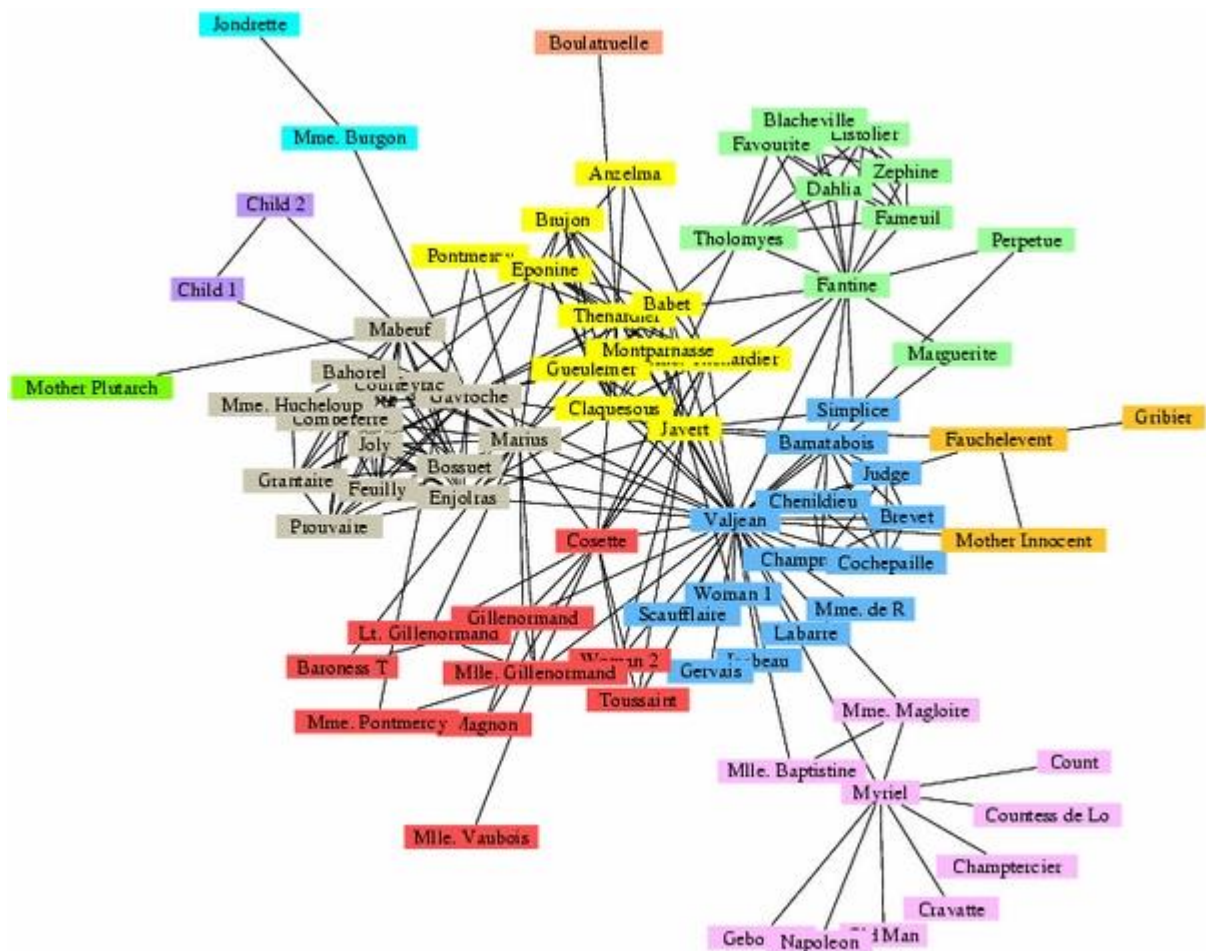 Jondrette
Boulatruelle
Blacheville
Favourite
Mme. Burgon
Anzelma
Zephine
Dahlia
Child 2
Brujon
Fameuil
Tholomyes
Perpetue
Pontmercy
Eponine
Child 1
Fantine
Babet
Thenardier
Mabeuf
Montparnasse
Marguerite
Gueulemer
Bahorel
Mother Plutarch
Gavroche
Mme. Hucheloup
Claquesous
Simplice
Gribier
Javert
Marius
Bamatabois
Fauchelevent
Joly
Bossuet
Judge
Grantaire
Feuilly
Enjolras
Chenildieu
Brevet
Valjean
Prouvaire
Cosette
Mother Innocent
Cochepaille
Woman 1
Mme. de R
Scaufflaire
Gillenormand
Labarre
Lt. Gillenormand
Woman 2
Baroness T
Mlle. Gillenormand
Gervais
Toussaint
Mme. Magloire
Mme. Pontmercy
Count
Mlle. Baptistine
Myriel
Countess de Lo
Mlle. Vaubois
Champtercier
Cravatte
Napoleon